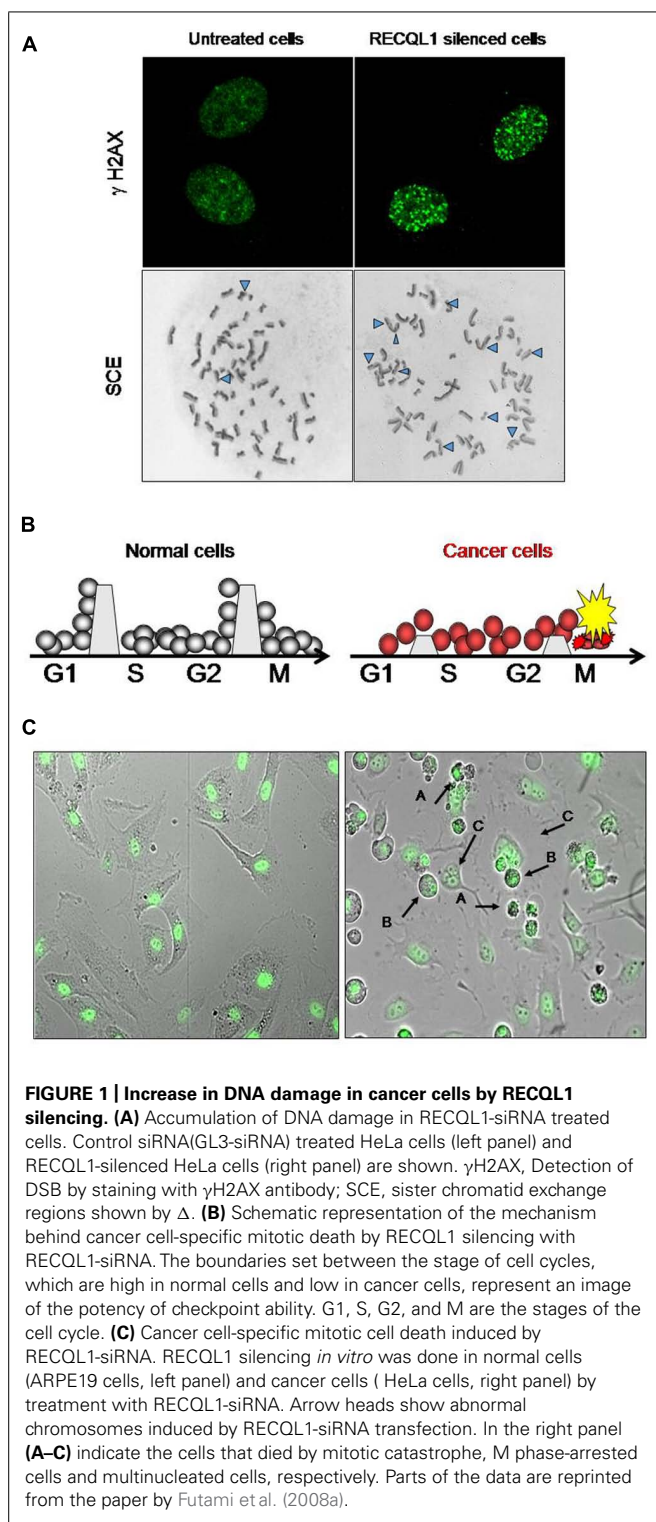 A
Untreated cells RECQL1 silenced cells
γ H2AX
SCE
B
Normal cells Cancer cells
G1 S G2 M G1 S G2 M
C
A
C
C
B
A
B
FIGURE 1 | Increase in DNA damage in cancer cells by RECQL1
silencing. (A) Accumulation of DNA damage in RECQL1-siRNA treated
cells. Control siRNA(GL3-siRNA) treated HeLa cells (left panel) and
RECQL1-silenced HeLa cells (right panel) are shown. γH2AX, Detection of
DSB by staining with γH2AX antibody; SCE, sister chromatid exchange
regions shown by Δ. (B) Schematic representation of the mechanism
behind cancer cell-specific mitotic death by RECQL1 silencing with
RECQL1-siRNA. The boundaries set between the stage of cell cycles,
which are high in normal cells and low in cancer cells, represent an image
of the potency of checkpoint ability. G1, S, G2, and M are the stages of the
cell cycle. (C) Cancer cell-specific mitotic cell death induced by
RECQL1-siRNA. RECQL1 silencing in vitro was done in normal cells
(ARPE19 cells, left panel) and cancer cells ( HeLa cells, right panel) by
treatment with RECQL1-siRNA. Arrow heads show abnormal
chromosomes induced by RECQL1-siRNA transfection. In the right panel
(A–C) indicate the cells that died by mitotic catastrophe, M phase-arrested
cells and multinucleated cells, respectively. Parts of the data are reprinted
from the paper by Futami et al. (2008a).